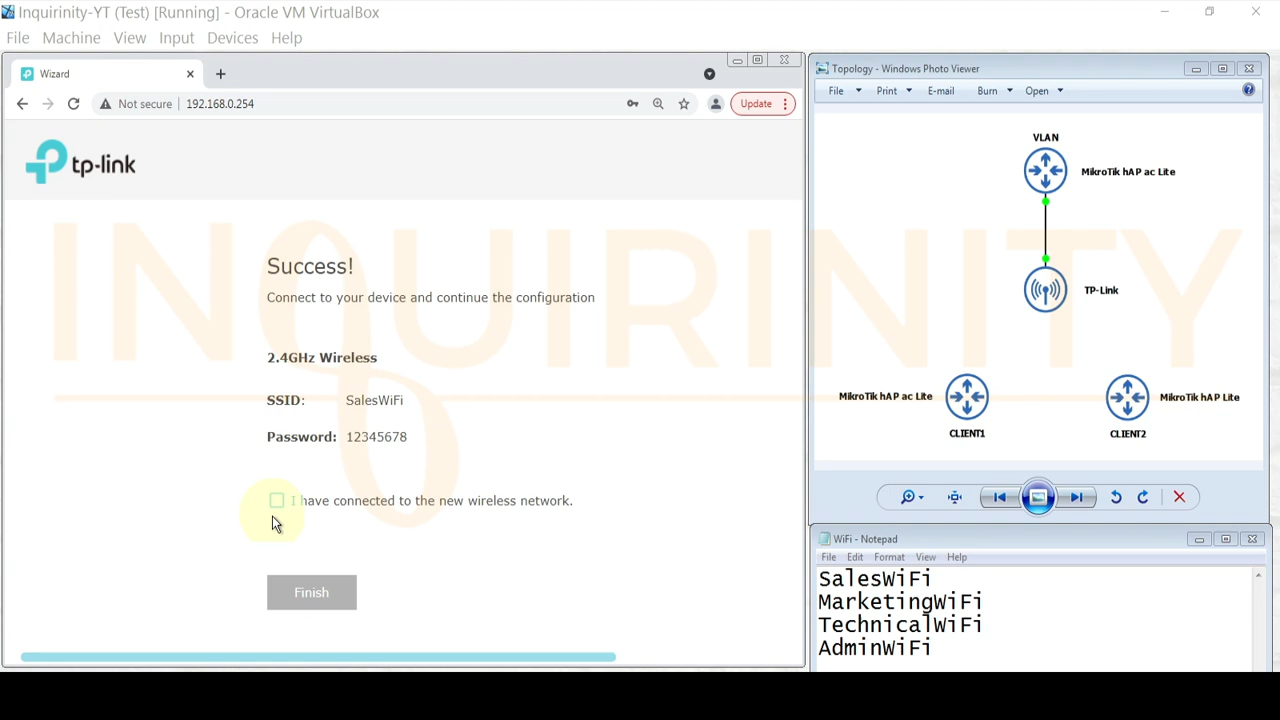 Inquirinity-YT (Test) [Running] - Oracle VM VirtualBox
File Machine View Input Devices Help
Wizard
Not secure 192.168.0.254
Update
tp-link
Success!
Connect to your device and continue the configuration
2.4GHz Wireless
SSID: SalesWiFi
Password: 12345678
I have connected to the new wireless network.
Finish
INQUIRINITY
Topology - Windows Photo Viewer
File Print E-mail Burn Open
VLAN
MikroTik hAP ac Lite
TP-Link
MikroTik hAP ac Lite
CLIENT1
MikroTik hAP Lite
CLIENT2
WiFi - Notepad
File Edit Format View Help
SalesWiFi
MarketingWiFi
TechnicalWiFi
AdminWiFi